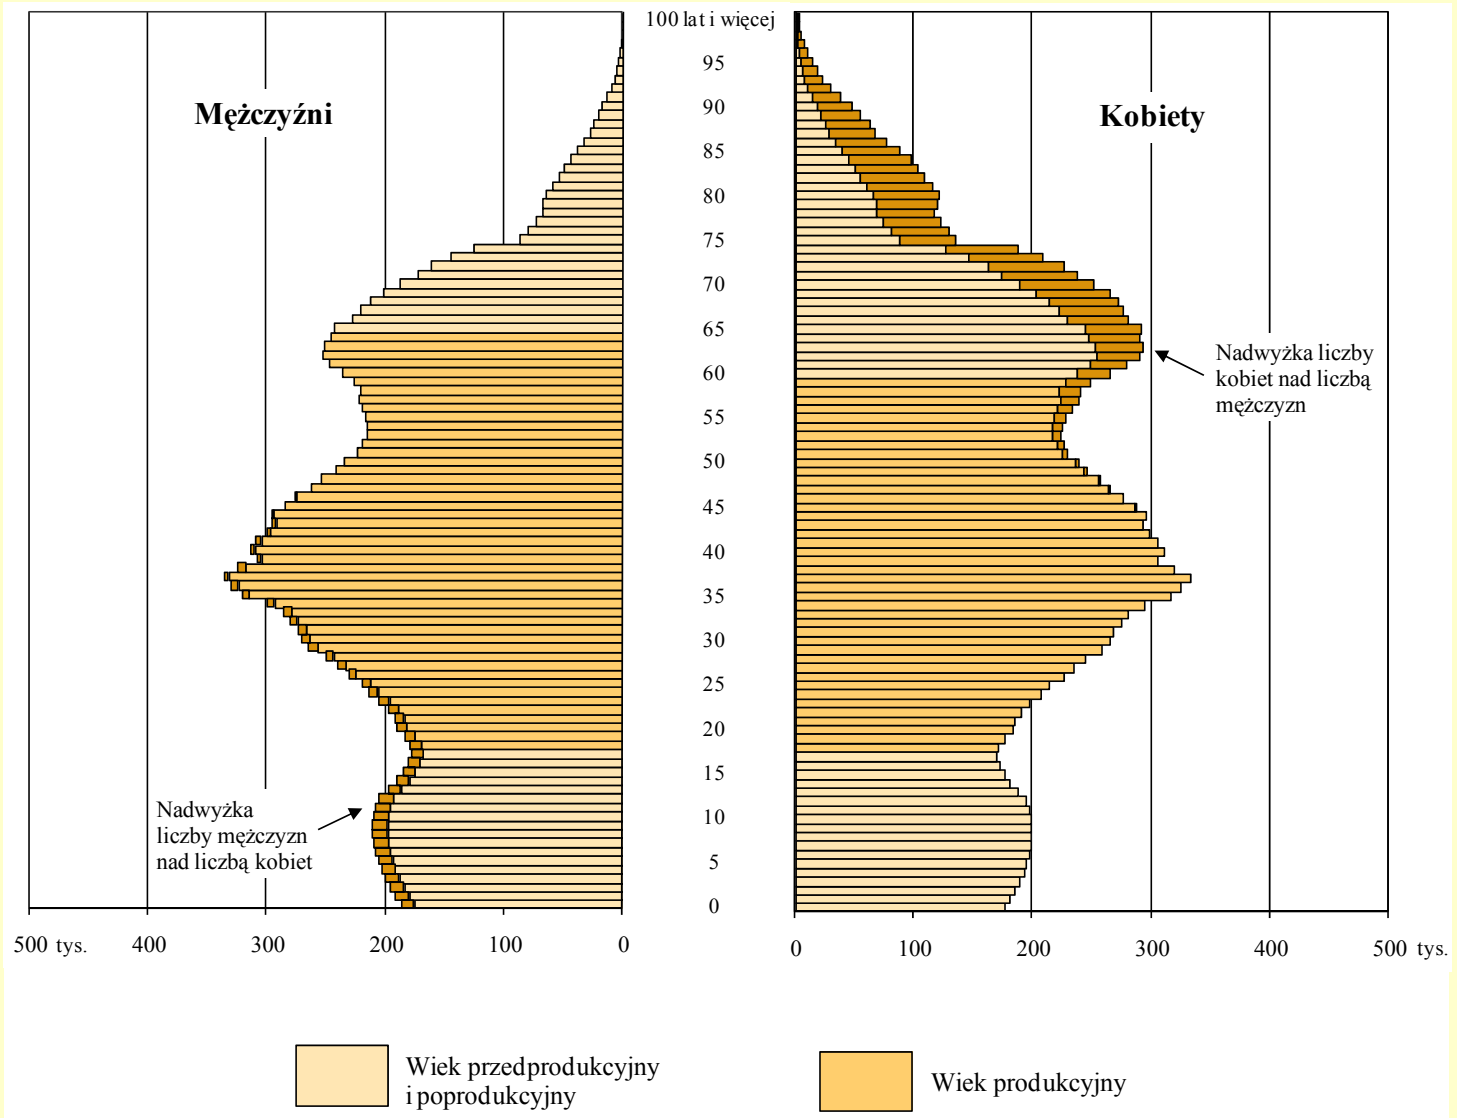 100 lat i więcej
95
Mężczyźni
90
Kobiety
85
80
75
70
65
Nadwyżka liczby
kobiet nad liczbą
mężczyzn
60
55
50
45
40
35
30
25
20
15
Nadwyżka
liczby mężczyzn
nad liczbą kobiet
10
5
0
500 tys. 400 300 200 100 0
0 100 200 300 400 500 tys.
Wiek przedprodukcyjny
i poprodukcyjny
Wiek produkcyjny